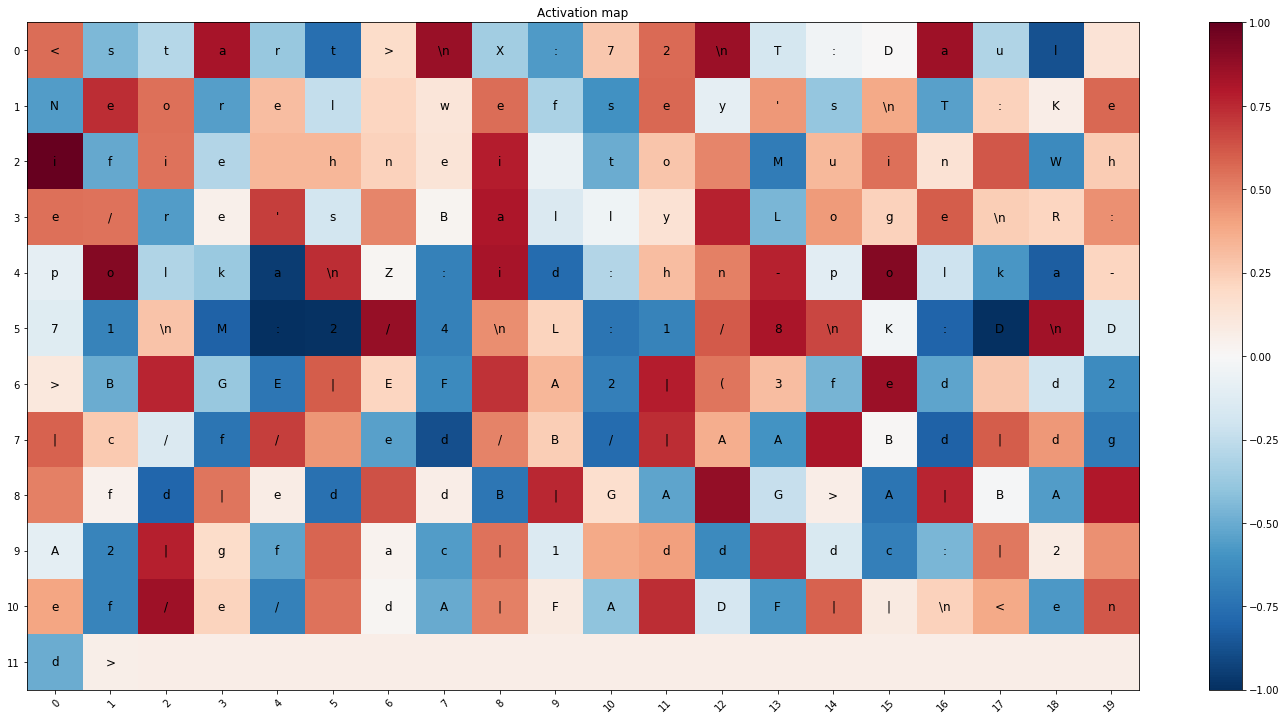 Activation map
0 < s t a r t > \n X : 7 2 \n T : D a u l
1 N e o r e l w e f s e y ' s \n T : K e
2 i f i e h n e i t o M u i n W h
3 e / r e ' s B a l l y L o g e \n R :
4 p o l k a \n Z : i d : h n - p o l k a -
5 7 1 \n M : 2 / 4 \n L : 1 / 8 \n K : D \n D
6 > B G E | E F A 2 | ( 3 f e d d 2
7 | c / f / e d / B / | A A B d | d g
8 f d | e d d B | G A G > A | B A
9 A 2 | g f a c | 1 d d d c : | 2
10 e f / e / d A | F A D F | | \n < e n
11 d >
0 1 2 3 4 5 6 7 8 9 10 11 12 13 14 15 16 17 18 19
1.00
0.75
0.50
0.25
0.00
−0.25
−0.50
−0.75
−1.00